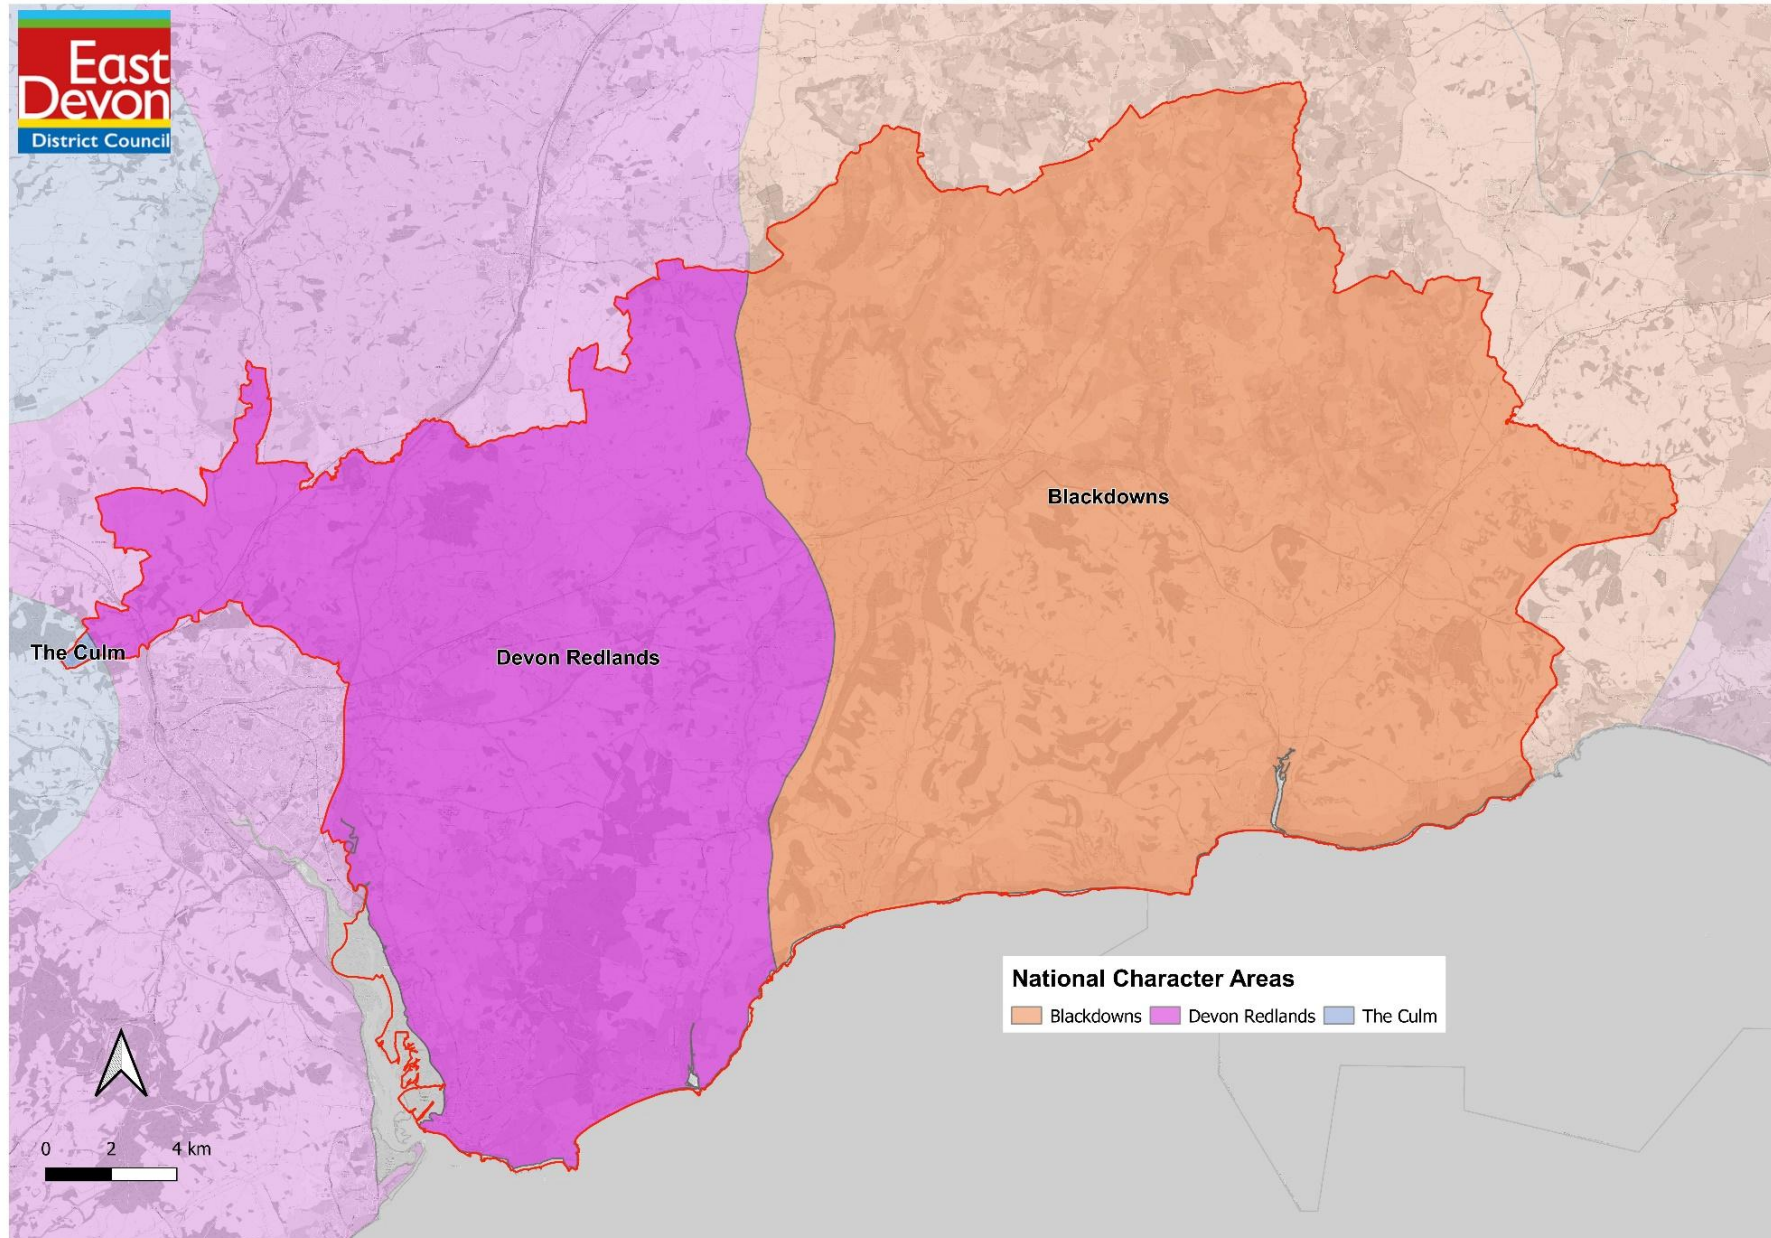 East
Devon
District Council
Blackdowns
The Culm
Devon Redlands
National Character Areas
Blackdowns Devon Redlands The Culm
0 2 4 km